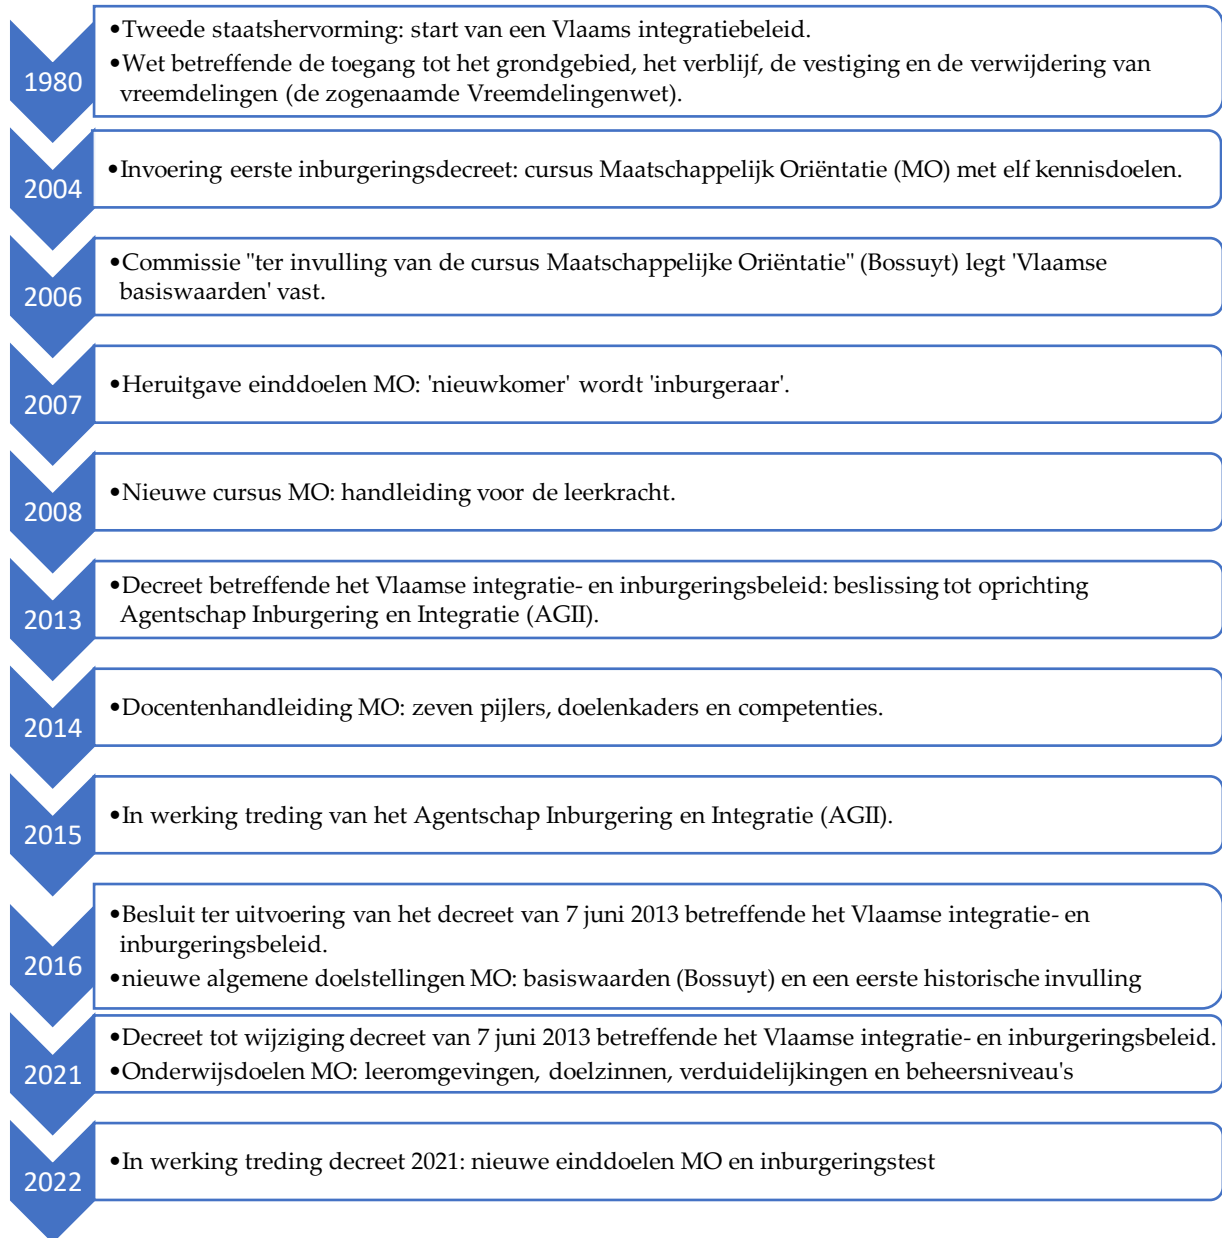 1980
•Tweede staatshervorming: start van een Vlaams integratiebeleid.
•Wet betreffende de toegang tot het grondgebied, het verblijf, de vestiging en de verwijdering van
vreemdelingen (de zogenaamde Vreemdelingenwet).
2004
•Invoering eerste inburgeringsdecreet: cursus Maatschappelijk Oriëntatie (MO) met elf kennisdoelen.
2006
•Commissie "ter invulling van de cursus Maatschappelijke Oriëntatie" (Bossuyt) legt 'Vlaamse
basiswaarden' vast.
2007
•Heruitgave einddoelen MO: 'nieuwkomer' wordt 'inburgeraar'.
2008
•Nieuwe cursus MO: handleiding voor de leerkracht.
2013
•Decreet betreffende het Vlaamse integratie- en inburgeringsbeleid: beslissing tot oprichting
Agentschap Inburgering en Integratie (AGII).
2014
•Docentenhandleiding MO: zeven pijlers, doelenkaders en competenties.
2015
•In werking treding van het Agentschap Inburgering en Integratie (AGII).
2016
•Besluit ter uitvoering van het decreet van 7 juni 2013 betreffende het Vlaamse integratie- en
inburgeringsbeleid.
•nieuwe algemene doelstellingen MO: basiswaarden (Bossuyt) en een eerste historische invulling
2021
•Decreet tot wijziging decreet van 7 juni 2013 betreffende het Vlaamse integratie- en inburgeringsbeleid.
•Onderwijsdoelen MO: leeromgevingen, doelzinnen, verduidelijkingen en beheersniveau's
2022
•In werking treding decreet 2021: nieuwe einddoelen MO en inburgeringstest